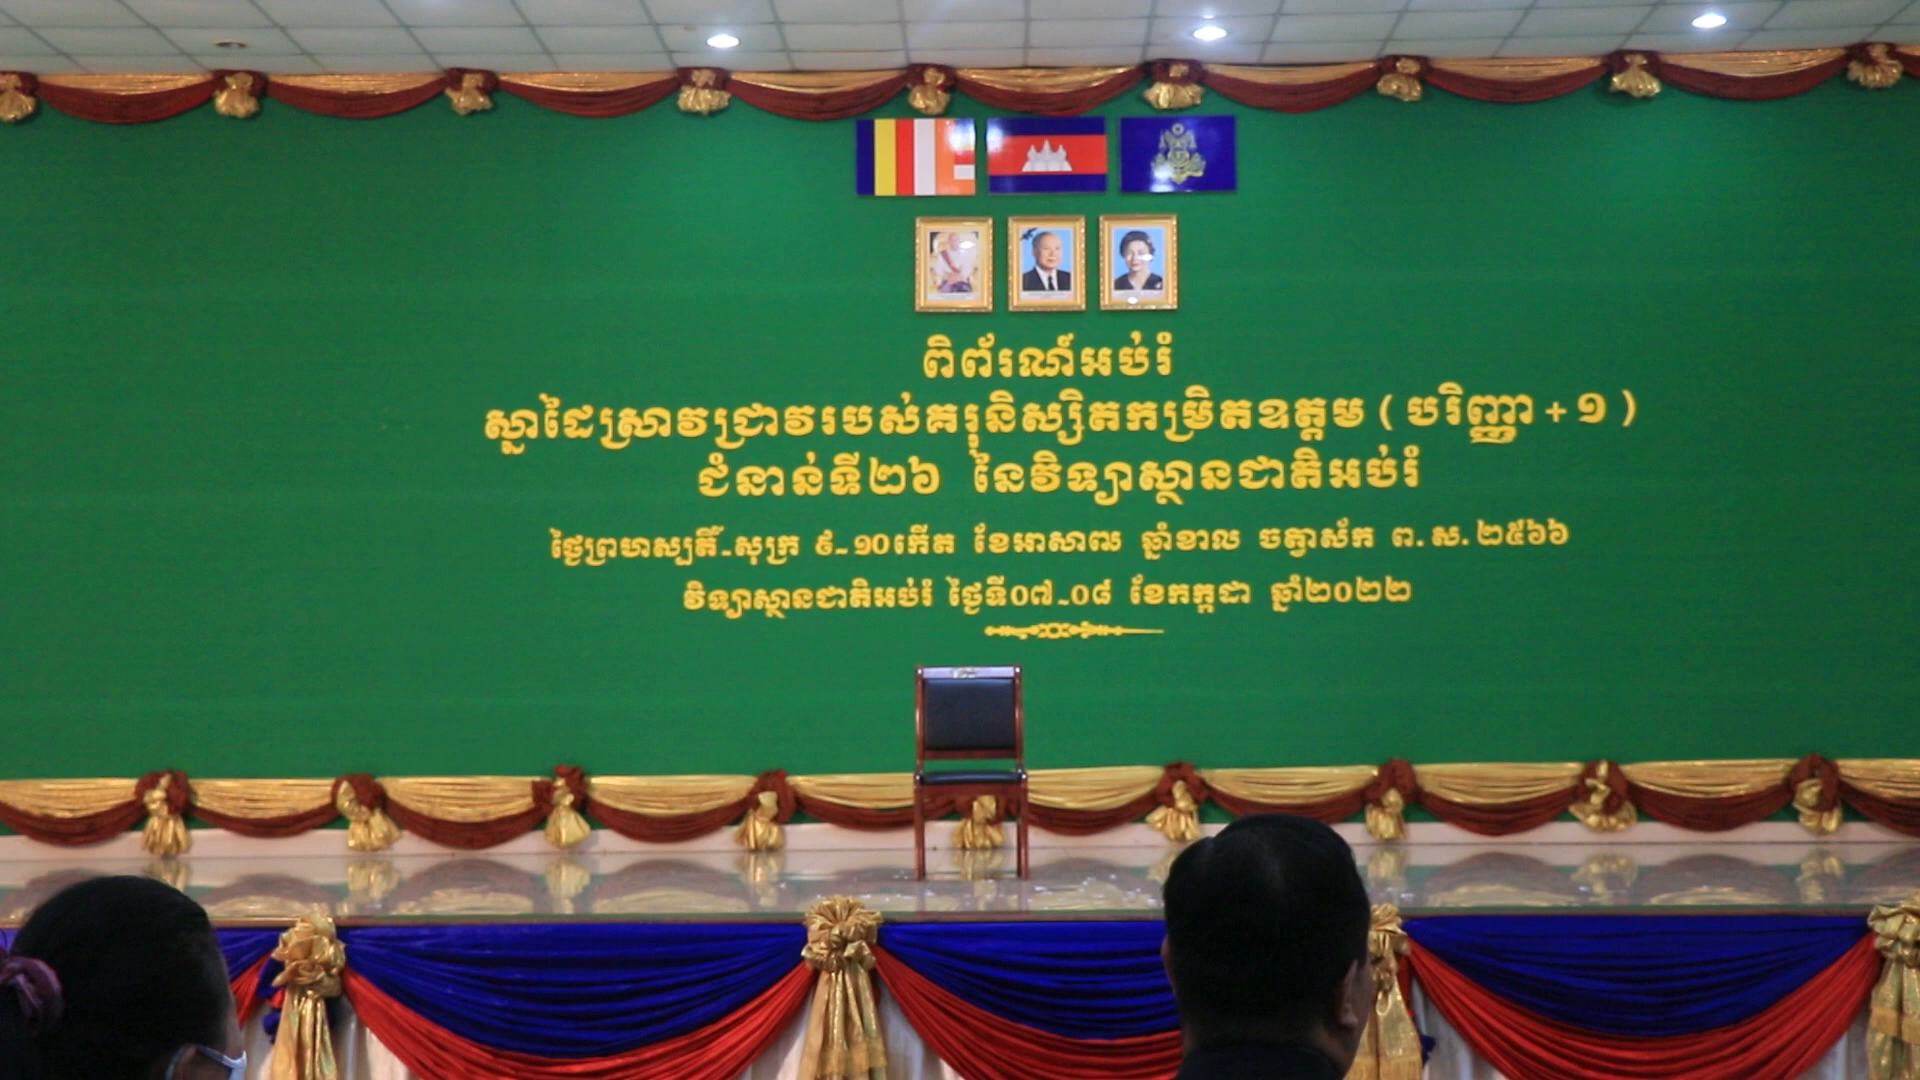 ពិព័រណ៍អប់រំ
ស្នាដៃស្រាវជ្រាវរបស់គរុនិស្សិតកម្រិតឧត្តម ( បរិញ្ញា + ១ )
ជំនាន់ទី២៦ នៃវិទ្យាស្ថានជាតិអប់រំ
ថ្ងៃព្រហស្បតិ៍-សុក្រ ៩-១០កើត ខែអាសាឍ ឆ្នាំខាល ចត្វាស័ក ព.ស.២៥៦៦
វិទ្យាស្ថានជាតិអប់រំ ថ្ងៃទី០៧-០៨ ខែកក្កដា ឆ្នាំ២០២២